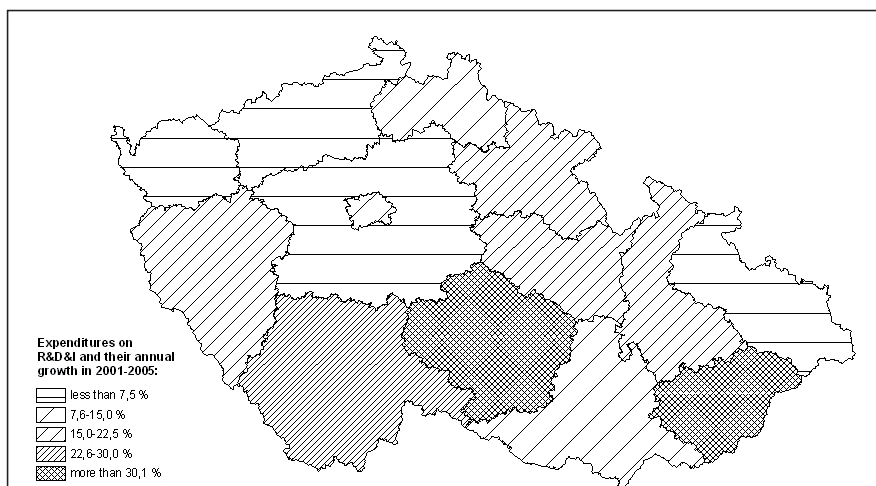 Expenditures on
R&D&I and their annual
growth in 2001-2005:
less than 7,5 %
7,6-15,0 %
15,0-22,5 %
22,6-30,0 %
more than 30,1 %